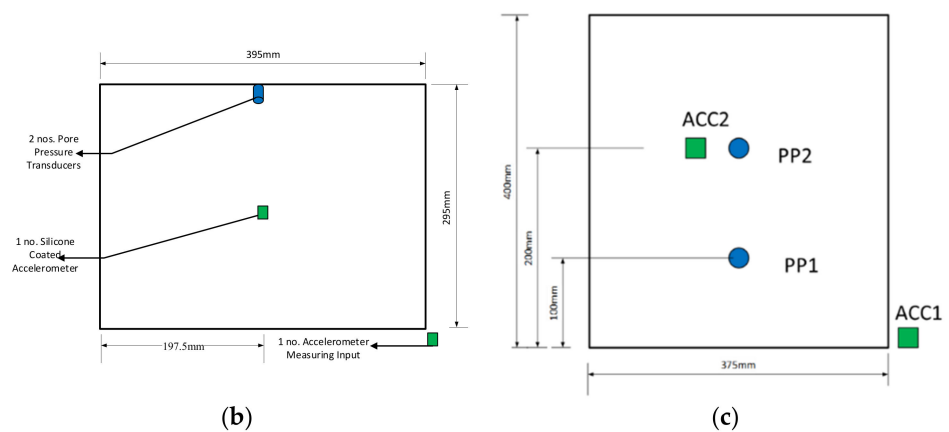 395mm
2 nos. Pore
Pressure
Transducers
295mm
1 no. Silicone
Coated
Accelerometer
197.5mm
1 no. Accelerometer
Measuring Input
(b)
400mm
200mm
100mm
ACC2
PP2
PP1
ACC1
375mm
(c)